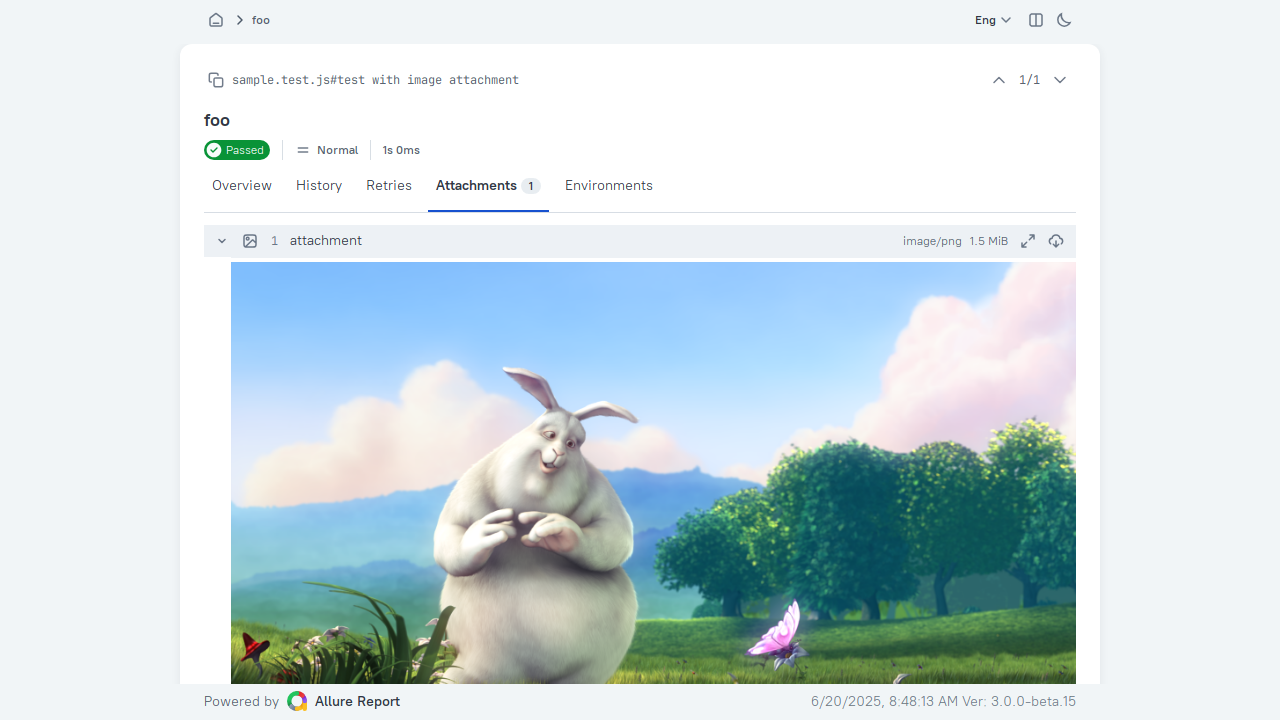 foo
Eng
sample.test.js#test with image attachment
1/1
foo
Passed
Normal
1s 0ms
Overview
History
Retries
Attachments 1
Environments
1 attachment
image/png 1.5 MiB
Powered by Allure Report
6/20/2025, 8:48:13 AM Ver: 3.0.0-beta.15